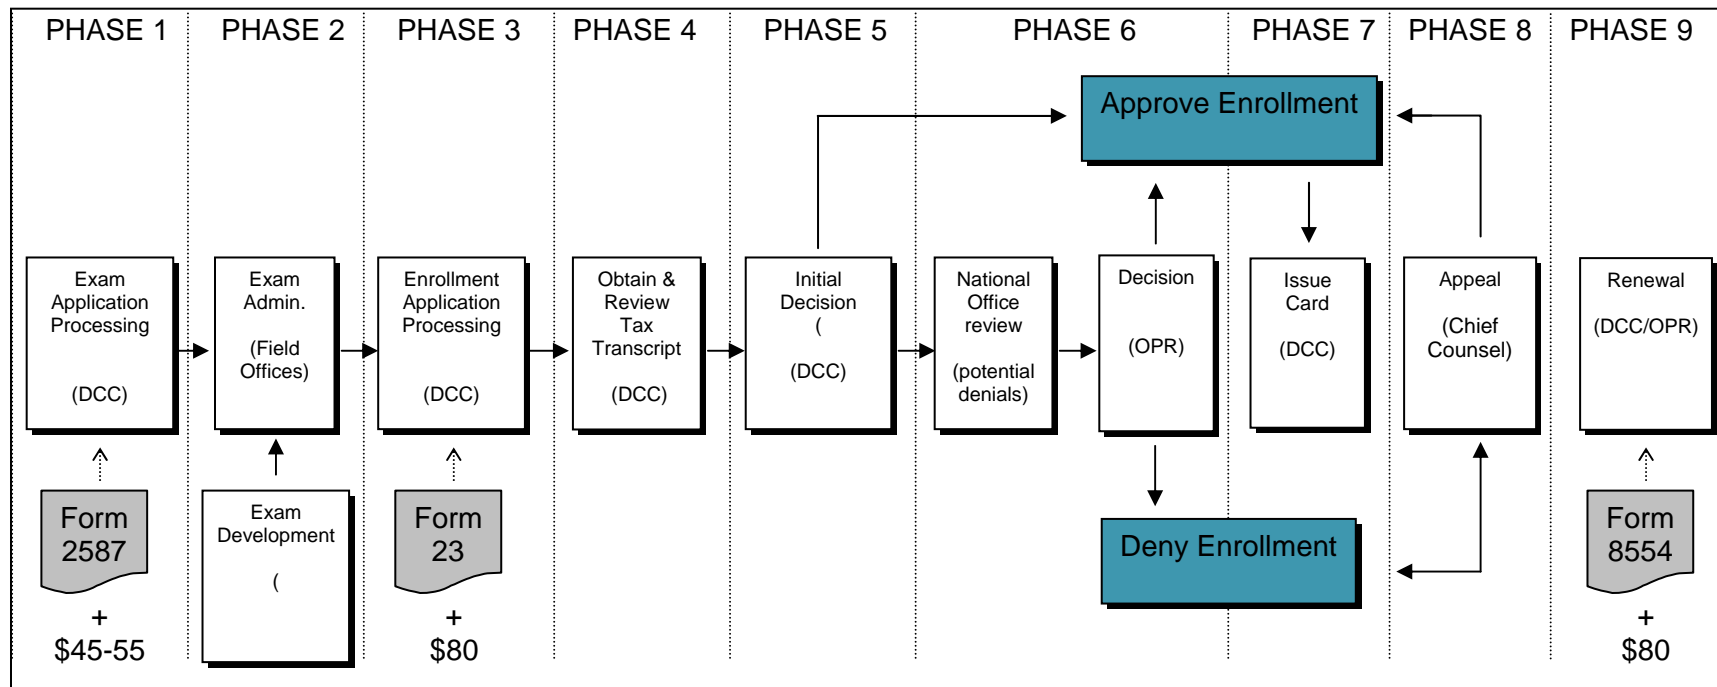 PHASE 1
PHASE 2
PHASE 3
PHASE 4
PHASE 5
PHASE 6
PHASE 7
PHASE 8
PHASE 9
Approve Enrollment
Exam
Application
Processing
(DCC)
Exam
Admin.
(Field
Offices)
Enrollment
Application
Processing
(DCC)
Obtain &
Review
Tax
Transcript
(DCC)
Initial
Decision
(
(DCC)
National
Office
review
(potential
denials)
Decision
(OPR)
Issue
Card
(DCC)
Appeal
(Chief
Counsel)
Renewal
(DCC/OPR)
Form
2587
+
$45-55
Exam
Development
(
Form
23
+
$80
Deny Enrollment
Form
8554
+
$80